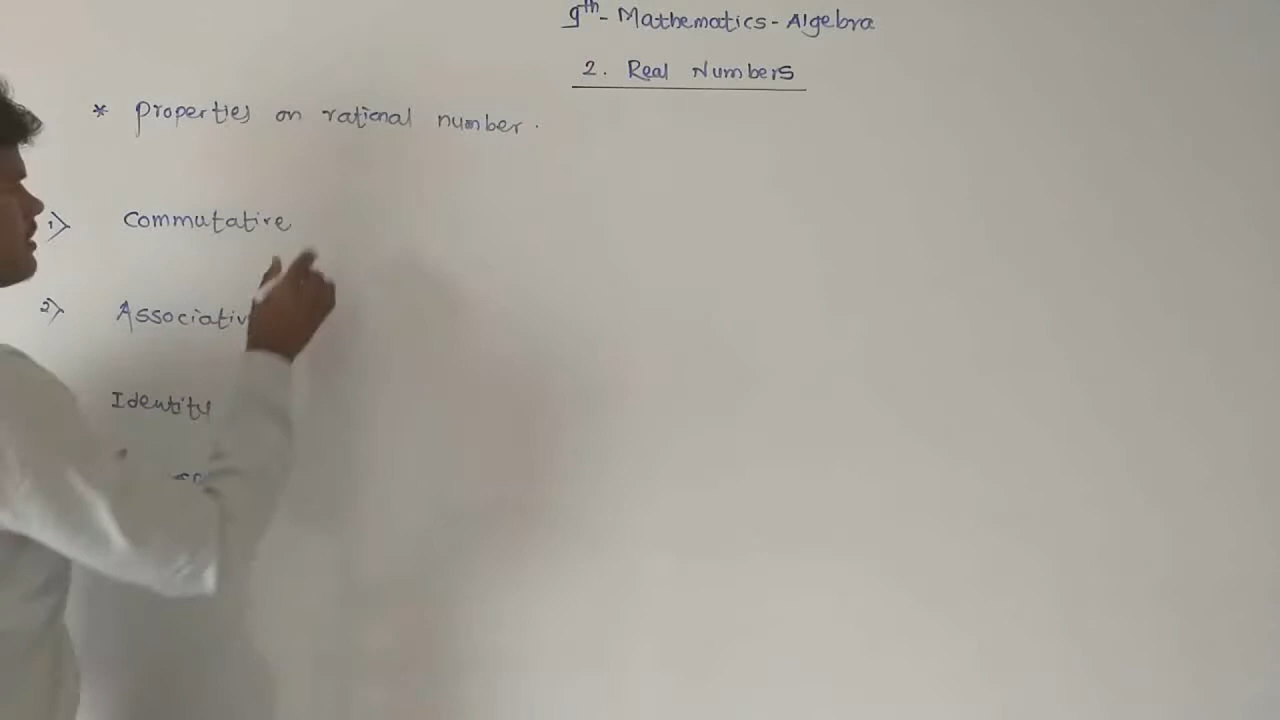 9th - Mathematics - Algebra
2. Real Numbers
* properties on rational number.
1) Commutative
2) Associativ
Identity